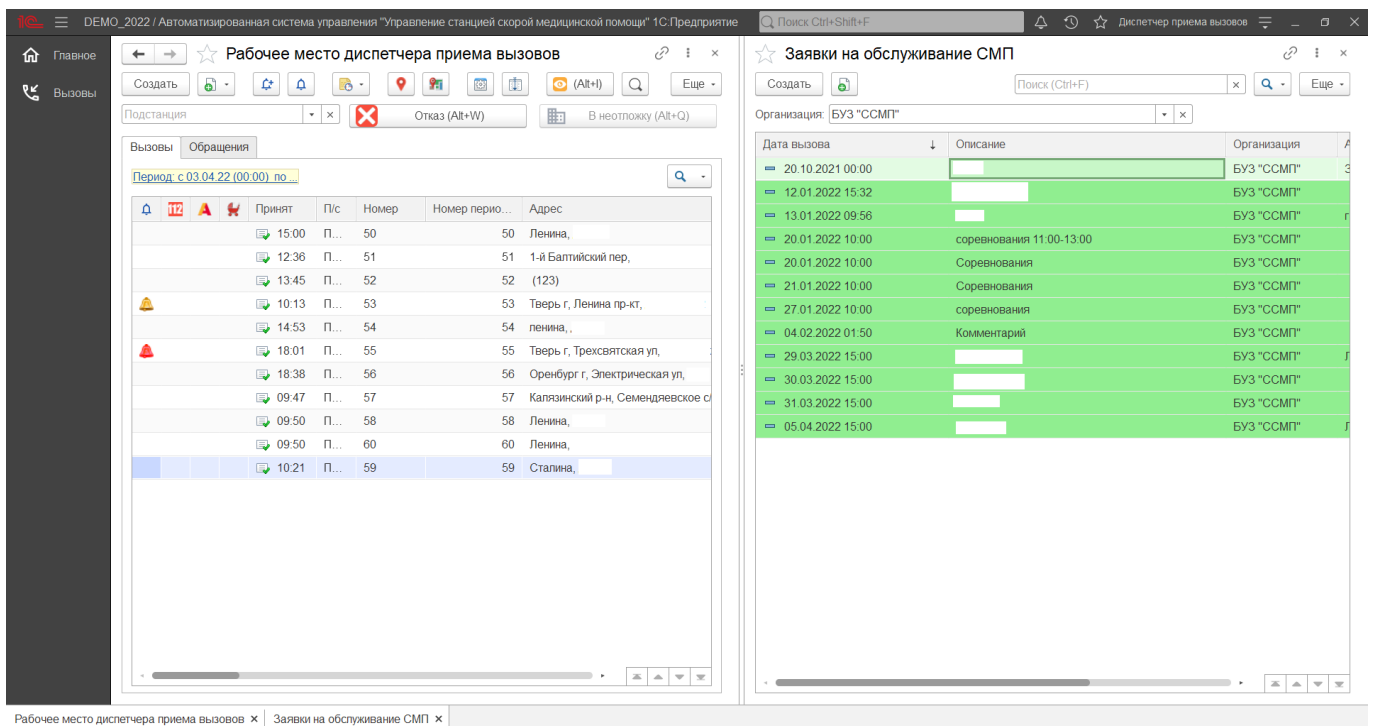 DEMO_2022 / Автоматизированная система управления "Управление станцией скорой медицинской помощи" 1С:Предприятие
Поиск Ctrl+Shift+F
Диспетчер приема вызовов
Главное
Вызовы
Рабочее место диспетчера приема вызовов
Создать
(Alt+I)
Еще
Подстанция
Отказ (Alt+W)
В неотложку (Alt+Q)
Вызовы Обращения
Период: с 03.04.22 (00:00) по ...
112 Принят П/с Номер Номер перио... Адрес
15:00 П... 50 50 Ленина,
12:36 П... 51 51 1-й Балтийский пер,
13:45 П... 52 52 (123)
10:13 П... 53 53 Тверь г, Ленина пр-кт,
14:53 П... 54 54 ленина, ,
18:01 П... 55 55 Тверь г, Трехсвятская ул,
18:38 П... 56 56 Оренбург г, Электрическая ул,
09:47 П... 57 57 Калязинский р-н, Семендяевское с/
09:50 П... 58 58 Ленина,
09:50 П... 60 60 Ленина,
10:21 П... 59 59 Сталина,
Заявки на обслуживание СМП
Создать
Поиск (Ctrl+F)
Еще
Организация: БУЗ "ССМП"
Дата вызова Описание Организация А
20.10.2021 00:00 БУЗ "ССМП" З
12.01.2022 15:32 БУЗ "ССМП"
13.01.2022 09:56 БУЗ "ССМП" г
20.01.2022 10:00 соревнования 11:00-13:00 БУЗ "ССМП"
20.01.2022 10:00 Соревнования БУЗ "ССМП"
21.01.2022 10:00 Соревнования БУЗ "ССМП"
27.01.2022 10:00 соревнования БУЗ "ССМП"
04.02.2022 01:50 Комментарий БУЗ "ССМП"
29.03.2022 15:00 БУЗ "ССМП" Л
30.03.2022 15:00 БУЗ "ССМП"
31.03.2022 15:00 БУЗ "ССМП"
05.04.2022 15:00 БУЗ "ССМП" Л
Рабочее место диспетчера приема вызовов Заявки на обслуживание СМП